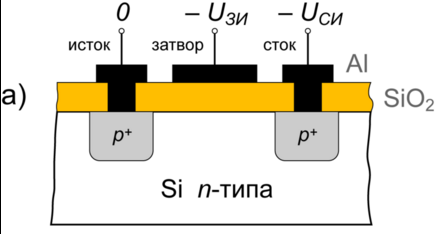 0 – UЗИ – UСИ
исток затвор сток
Al
а)
SiO2
p+ p+
Si n-типа